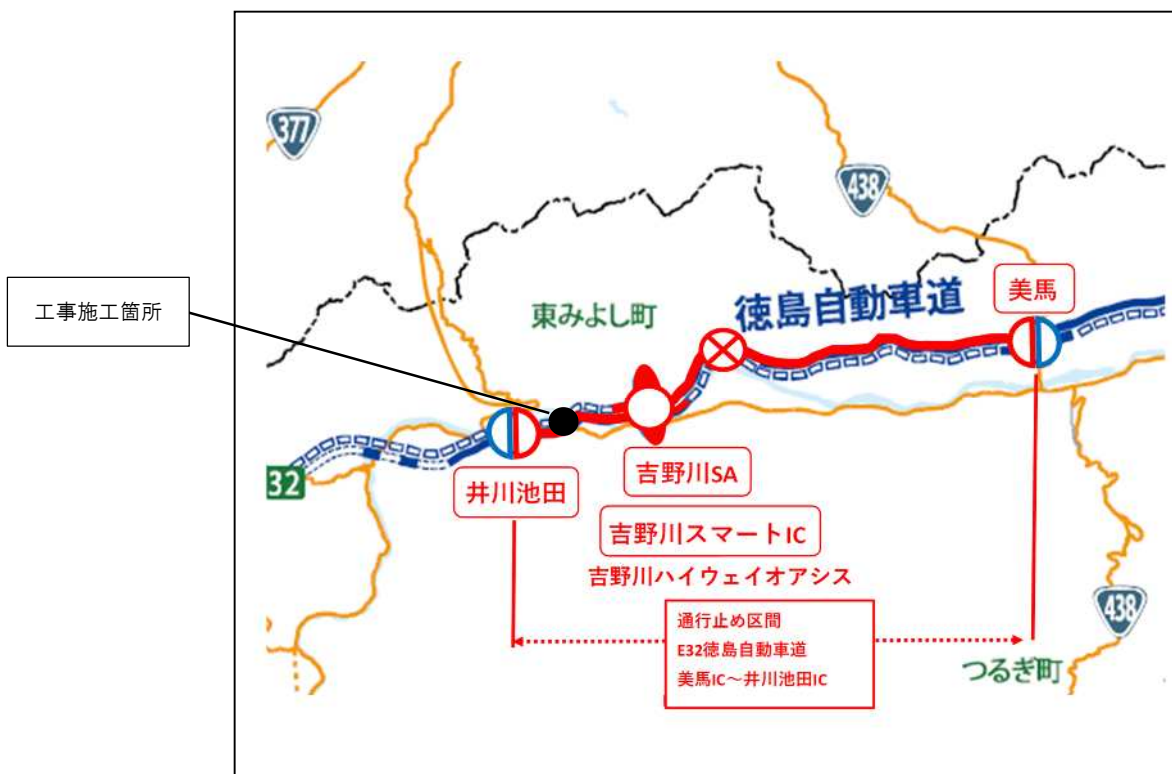 377
438
工事施工箇所
東みよし町
徳島自動車道
美馬
32
井川池田
吉野川SA
吉野川スマートIC
吉野川ハイウェイオアシス
通行止め区間
E32徳島自動車道
美馬IC～井川池田IC
438
つるぎ町